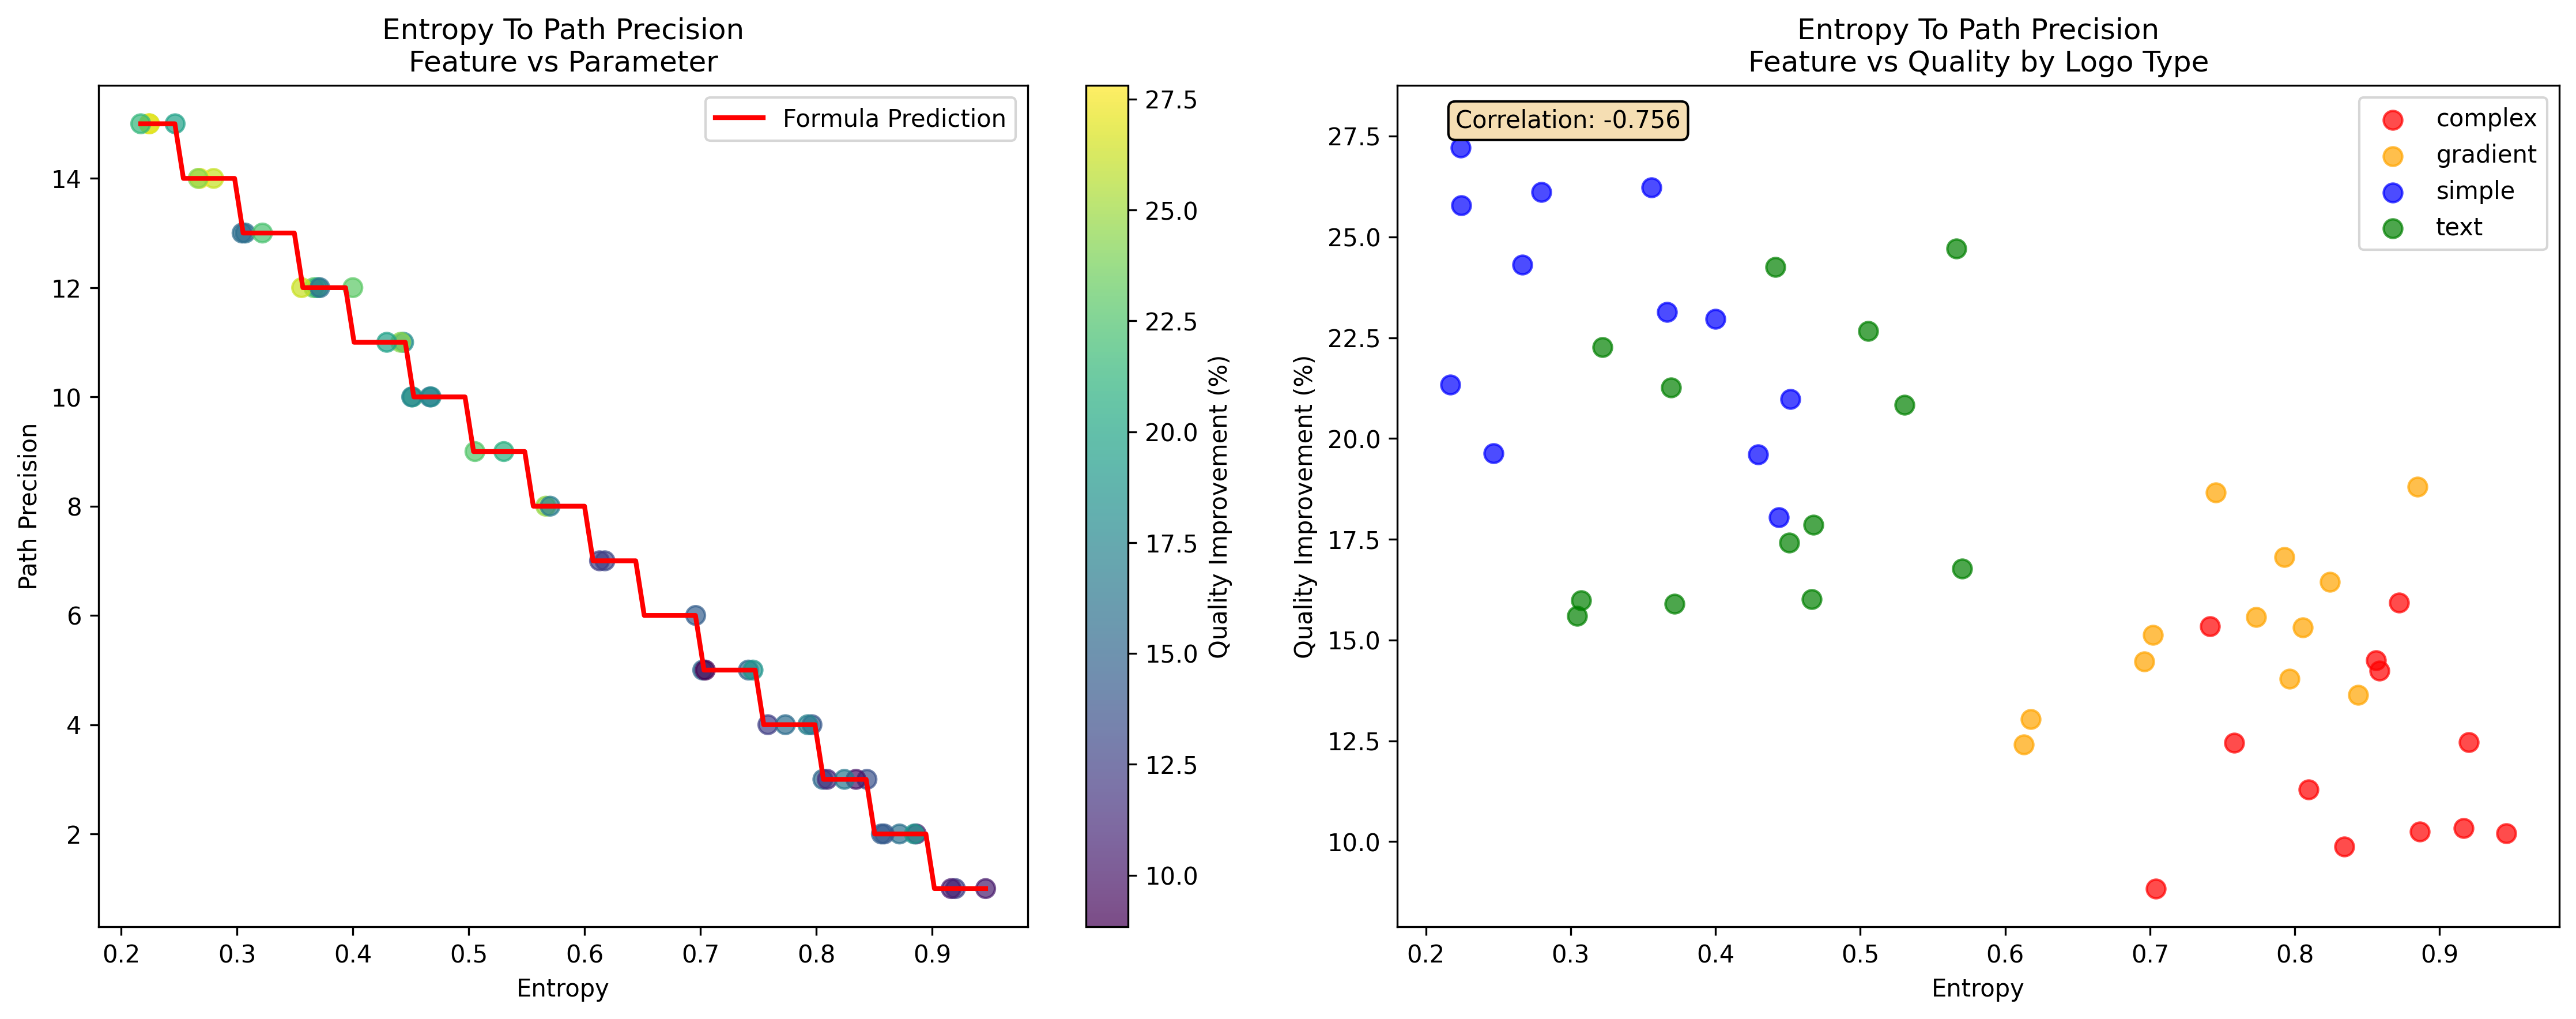 Entropy To Path Precision
Feature vs Parameter
Formula Prediction
14
12
10
8
6
4
2
Path Precision
0.2 0.3 0.4 0.5 0.6 0.7 0.8 0.9
Entropy
27.5
25.0
22.5
20.0
17.5
15.0
12.5
10.0
Quality Improvement (%)
Entropy To Path Precision
Feature vs Quality by Logo Type
Correlation: -0.756
complex
gradient
simple
text
27.5
25.0
22.5
20.0
17.5
15.0
12.5
10.0
Quality Improvement (%)
0.2 0.3 0.4 0.5 0.6 0.7 0.8 0.9
Entropy